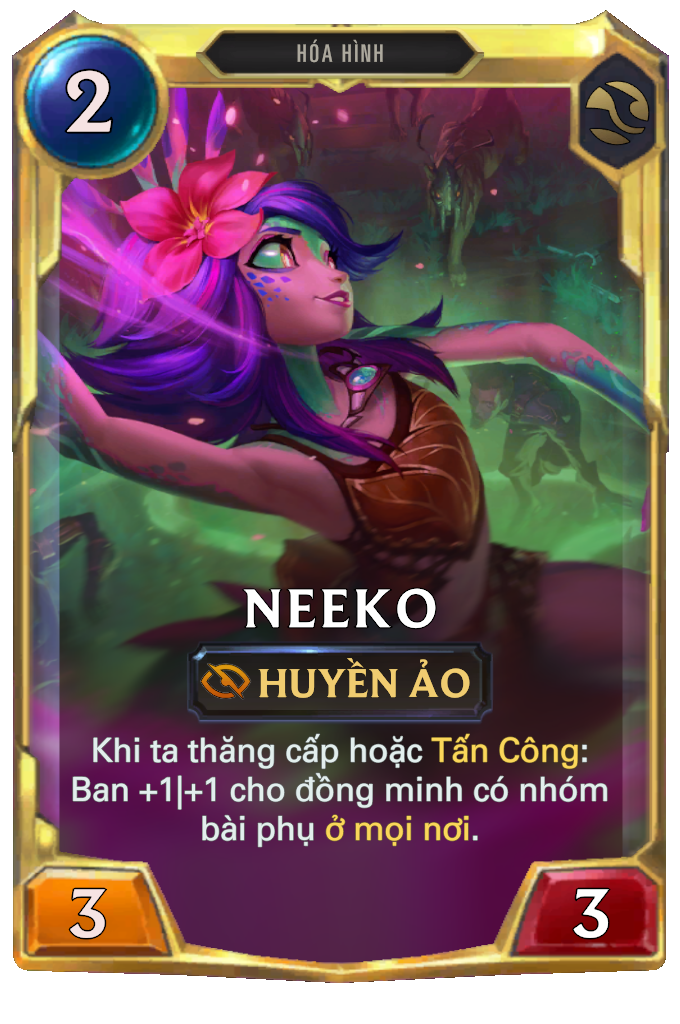 HÓA HÌNH
2
NEEKO
HUYỀN ẢO
Khi ta thăng cấp hoặc Tấn Công:
Ban +1|+1 cho đồng minh có nhóm
bài phụ ở mọi nơi.
3
3